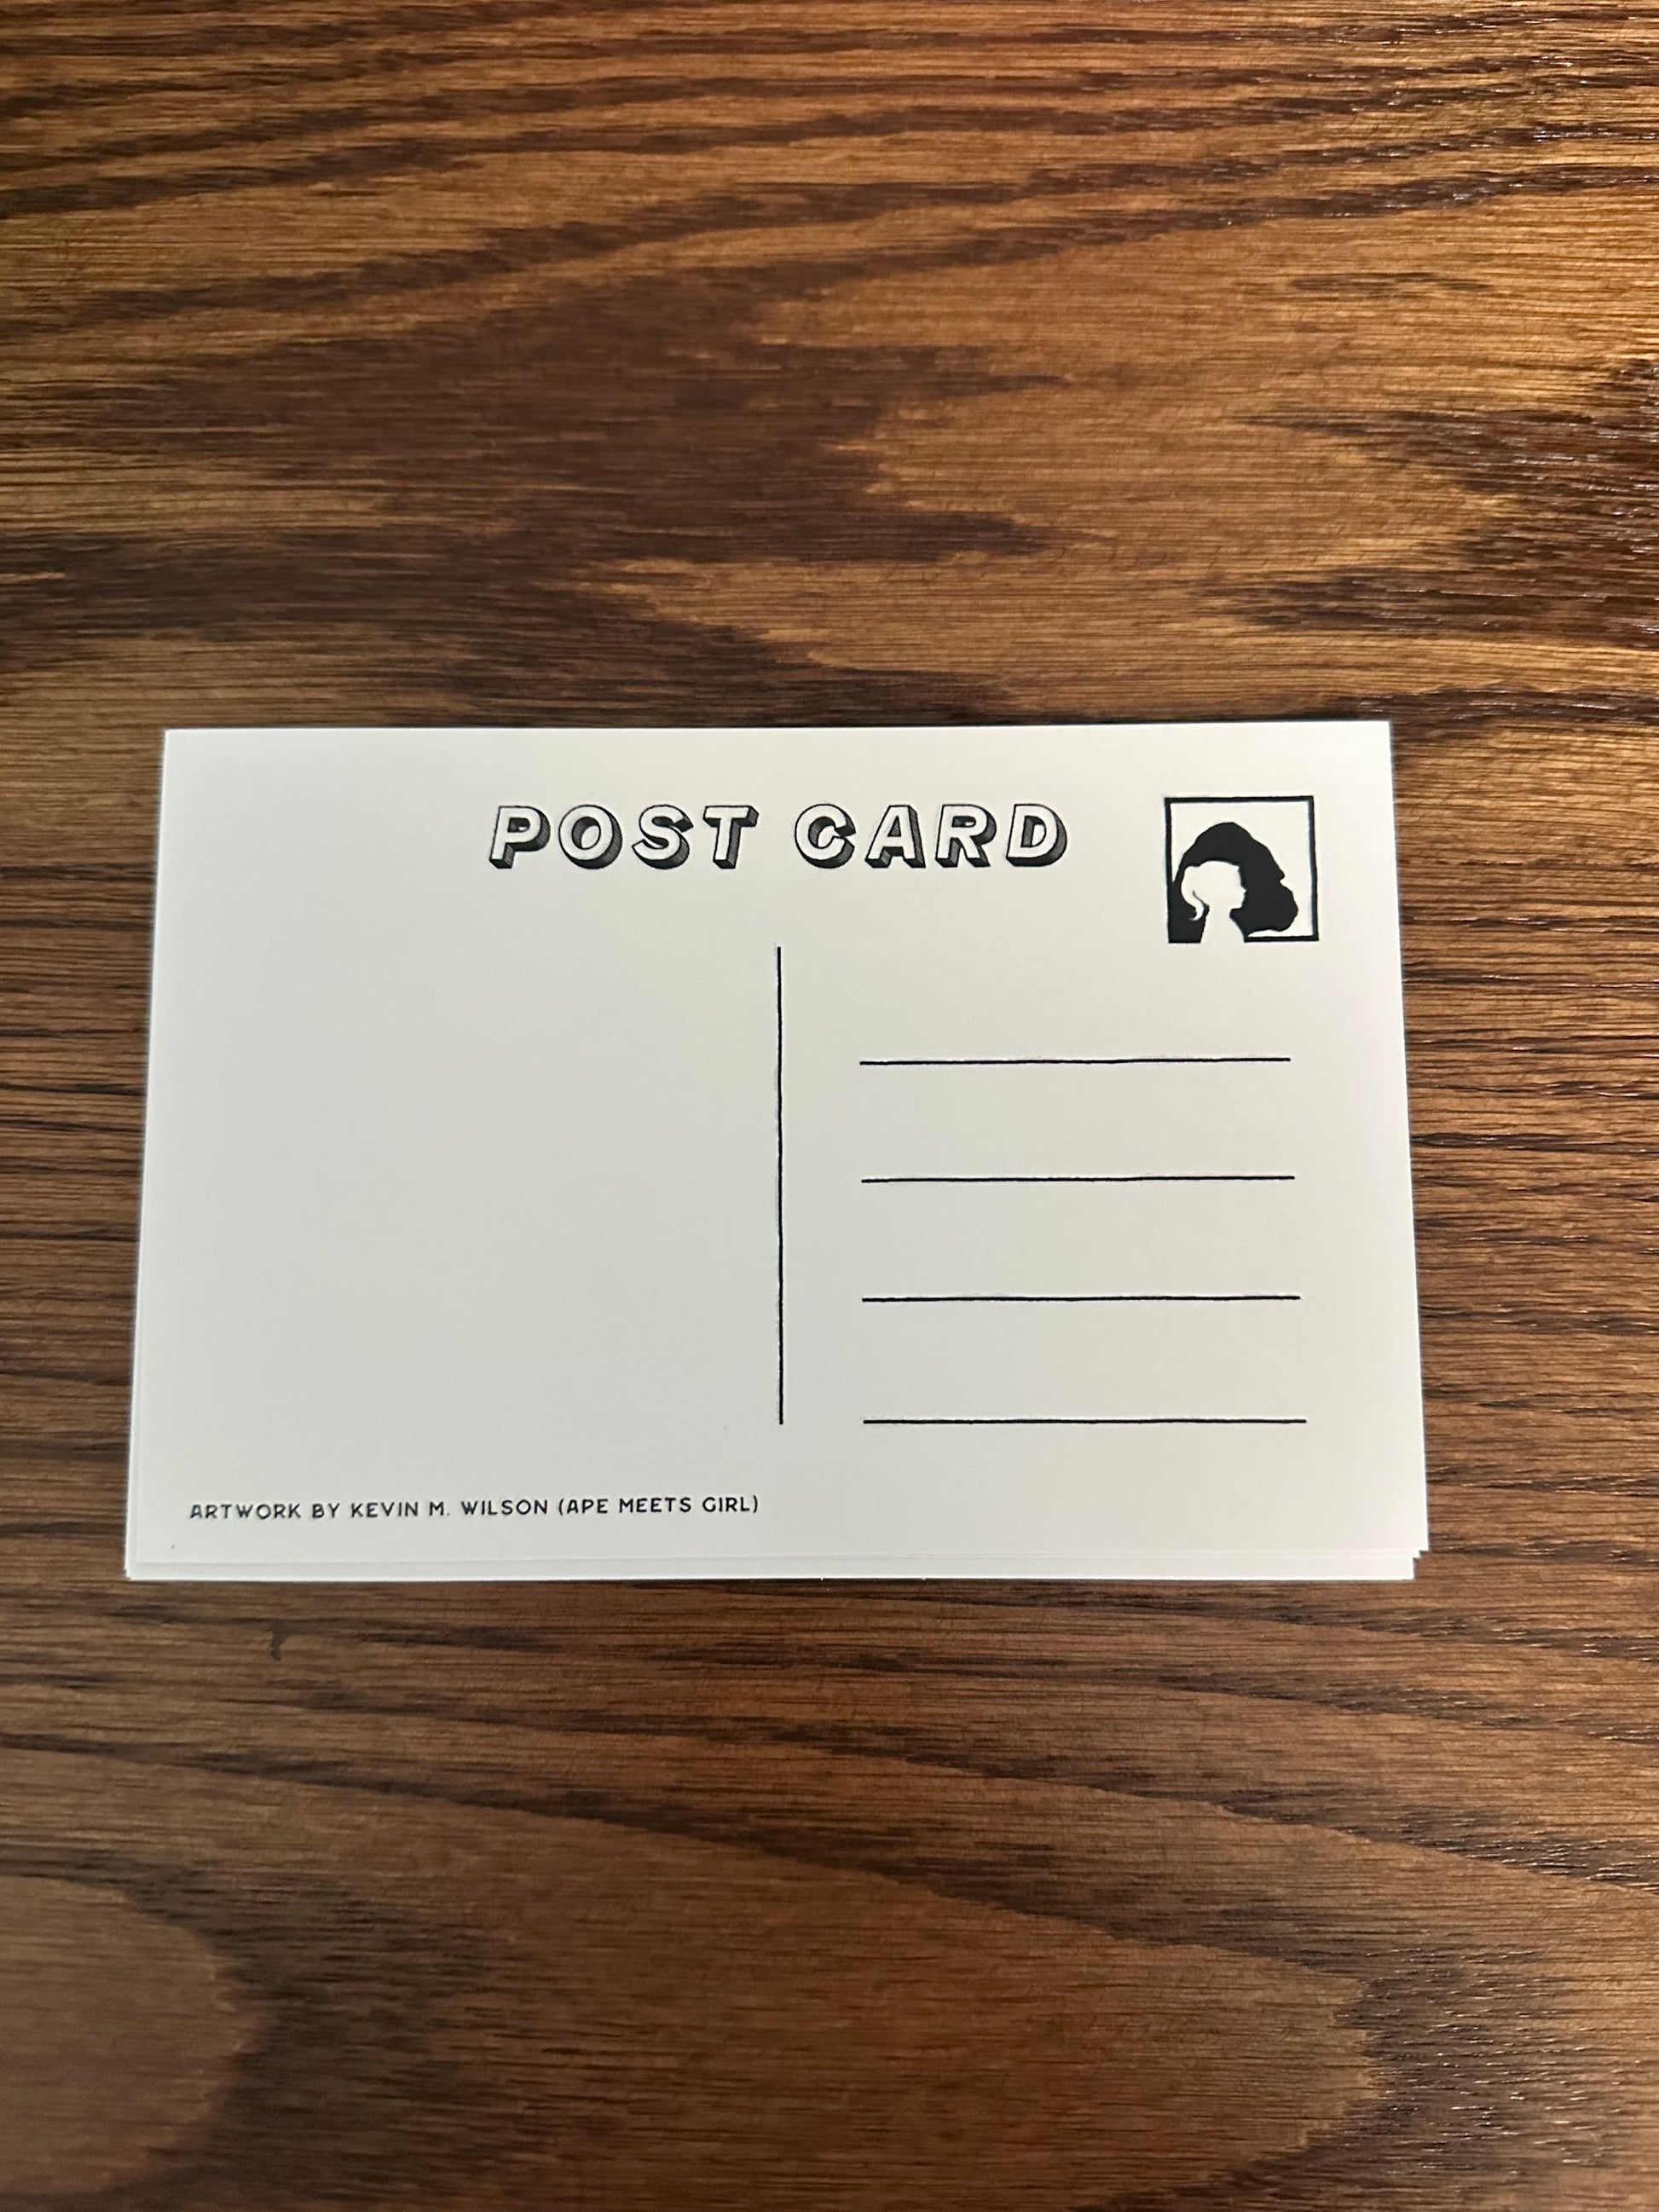 POST CARD
ARTWORK BY KEVIN M. WILSON (APE MEETS GIRL)